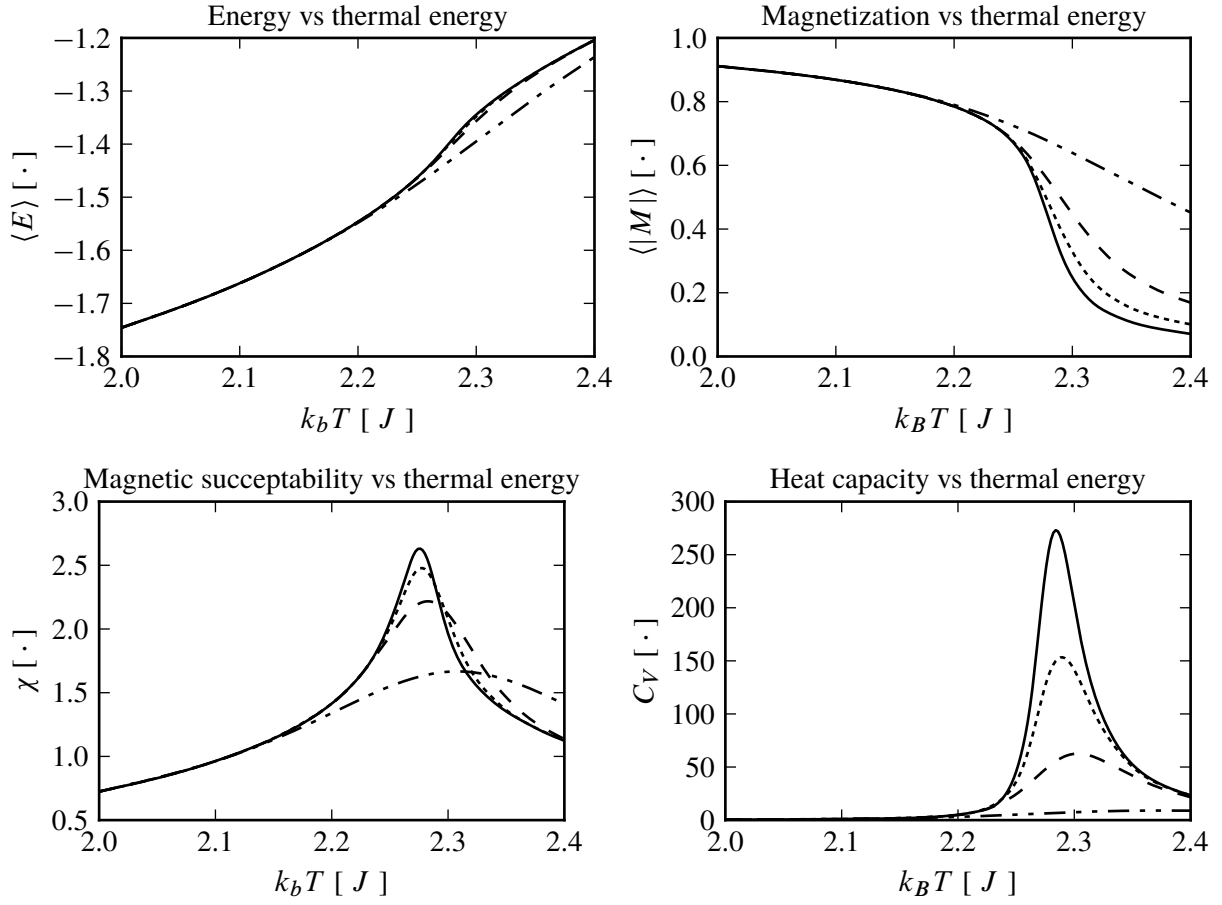 Energy vs thermal energy
−1.2
−1.3
−1.4
−1.5
−1.6
−1.7
−1.8
⟨E⟩ [ · ]
2.0 2.1 2.2 2.3 2.4
k_b T [ J ]
Magnetization vs thermal energy
1.0
0.8
0.6
0.4
0.2
0.0
⟨|M|⟩ [ · ]
2.0 2.1 2.2 2.3 2.4
k_B T [ J ]
Magnetic succeptability vs thermal energy
3.0
2.5
2.0
1.5
1.0
0.5
χ [ · ]
2.0 2.1 2.2 2.3 2.4
k_b T [ J ]
Heat capacity vs thermal energy
300
250
200
150
100
50
0
C_V [ · ]
2.0 2.1 2.2 2.3 2.4
k_B T [ J ]